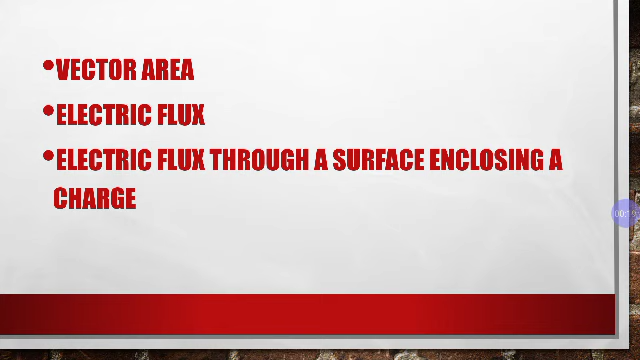 •VECTOR AREA
•ELECTRIC FLUX
•ELECTRIC FLUX THROUGH A SURFACE ENCLOSING A
CHARGE